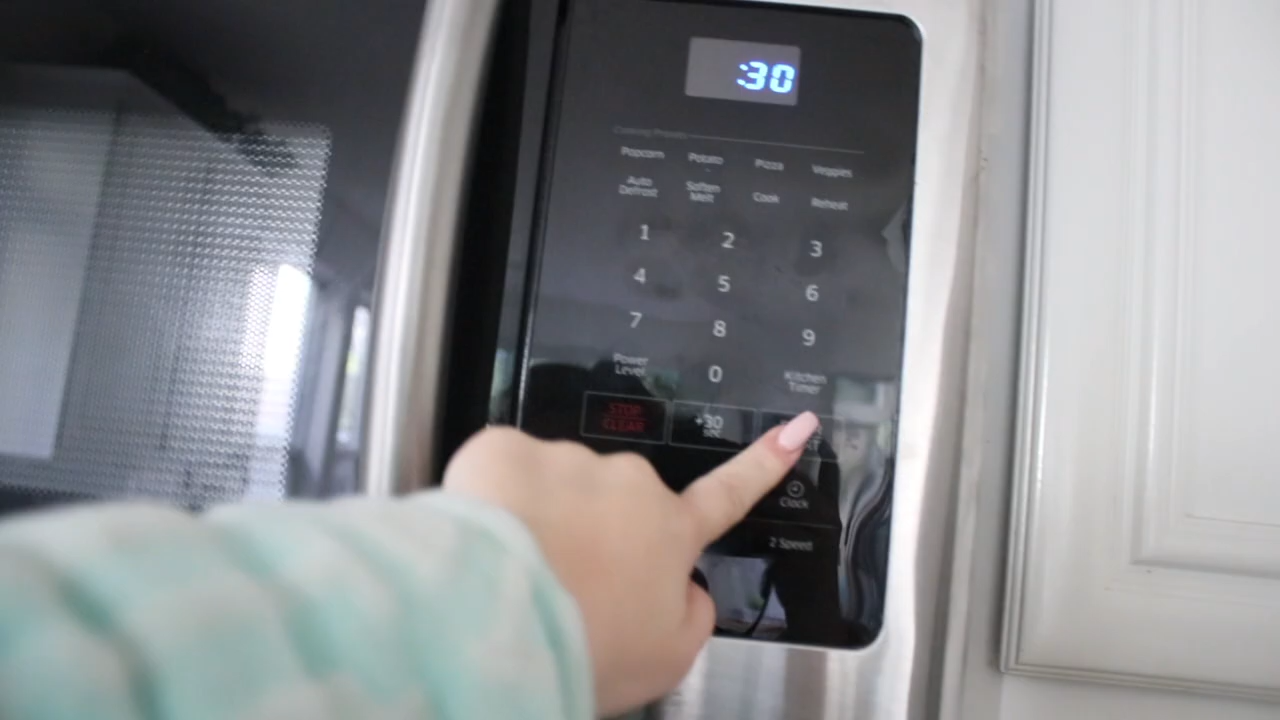 :30
Cooking Presets
Popcorn Potato Pizza Veggies
Auto Defrost Soften Melt Cook Reheat
1 2 3
4 5 6
7 8 9
Power Level 0 Kitchen Timer
STOP CLEAR +30 SEC
Clock
2 Speed